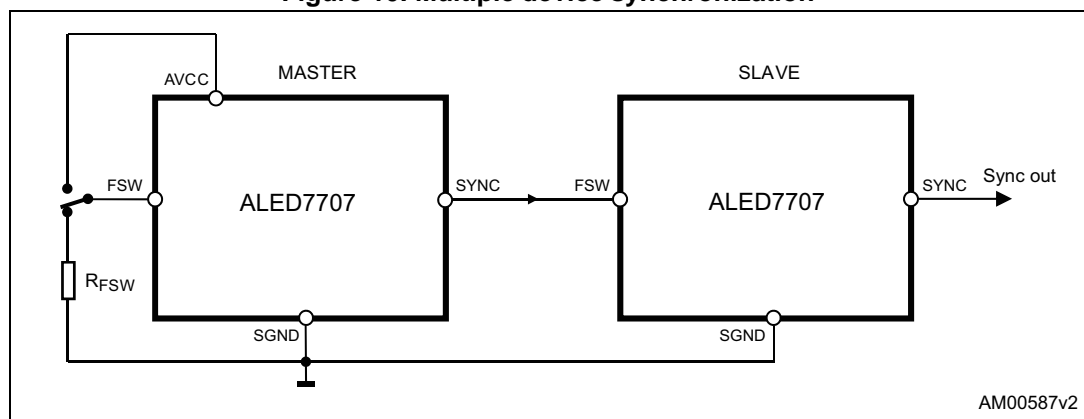 Figure Multiple device synchronization
AVCC
MASTER
SLAVE
FSW
ALED7707
SYNC
FSW
ALED7707
SYNC
Sync out
RFSW
SGND
SGND
AM00587v2